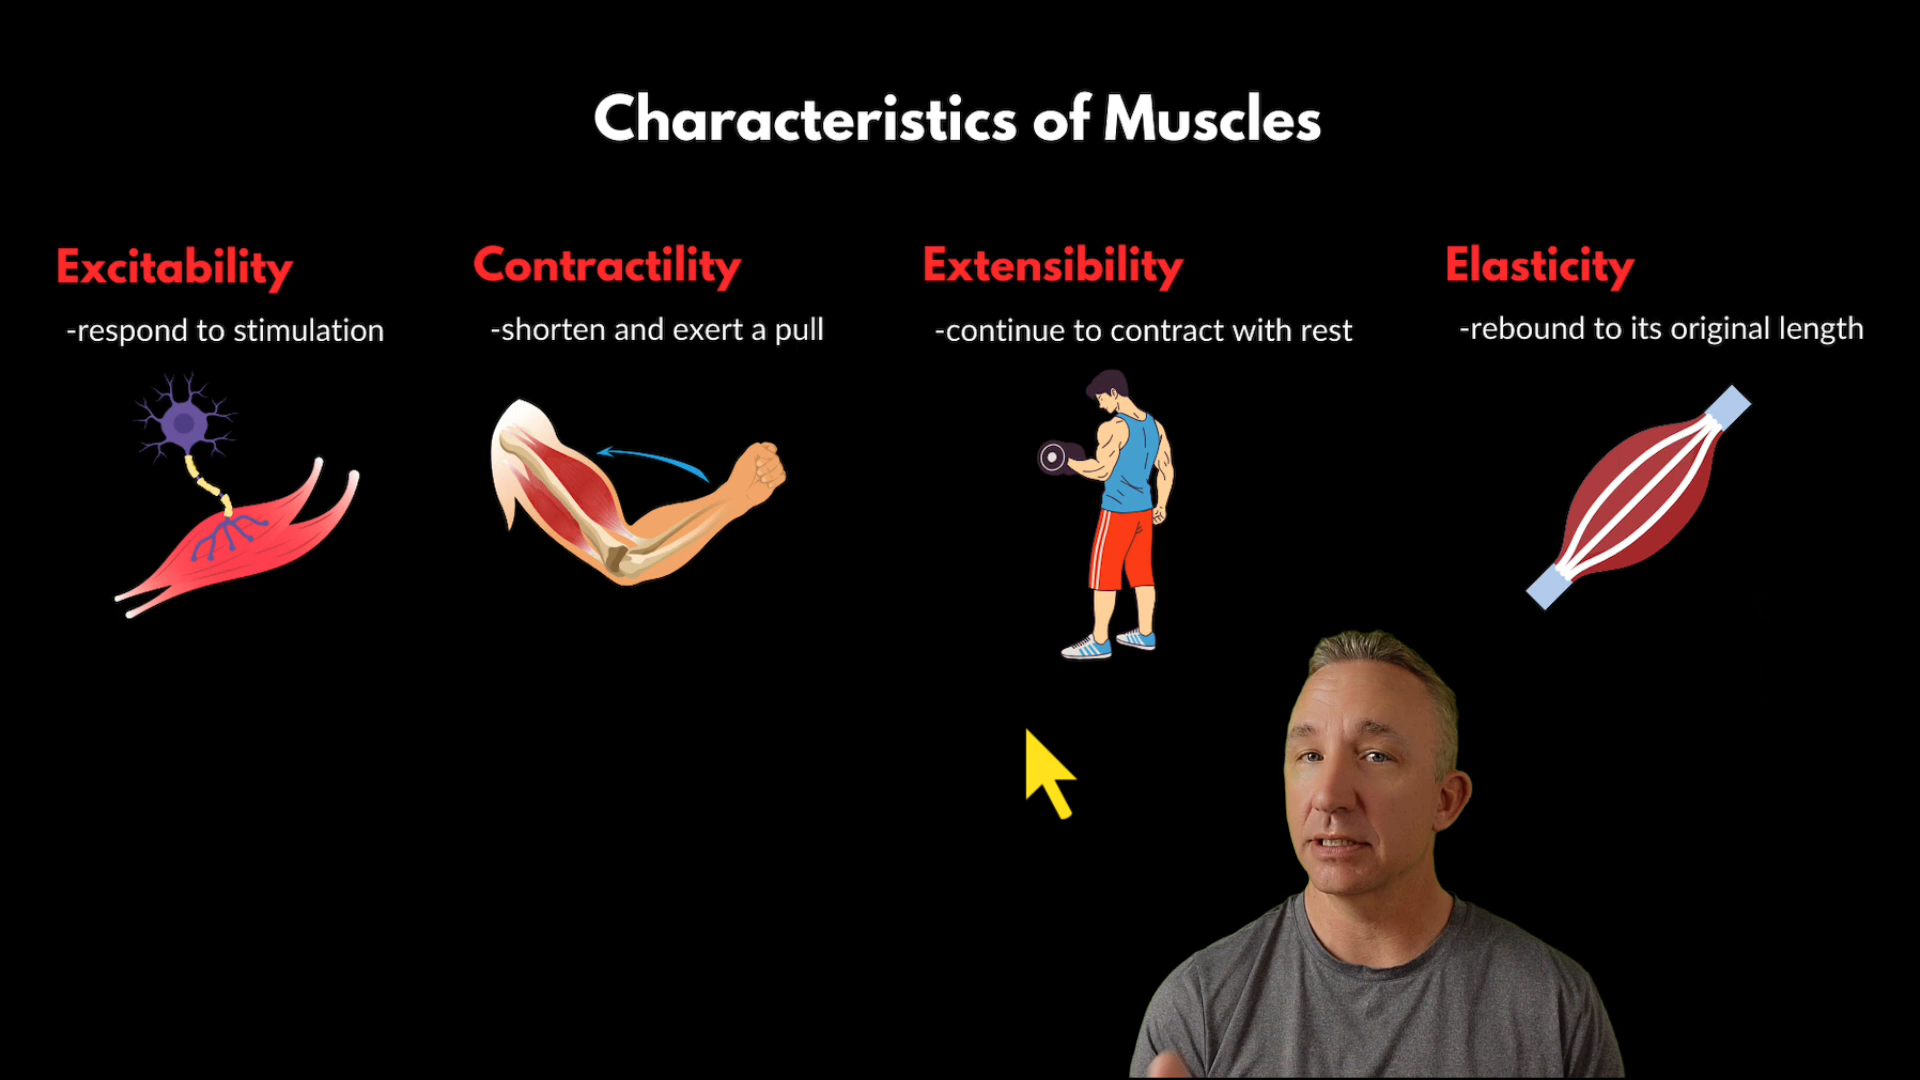 Characteristics of Muscles
Excitability
-respond to stimulation
Contractility
-shorten and exert a pull
Extensibility
-continue to contract with rest
Elasticity
-rebound to its original length